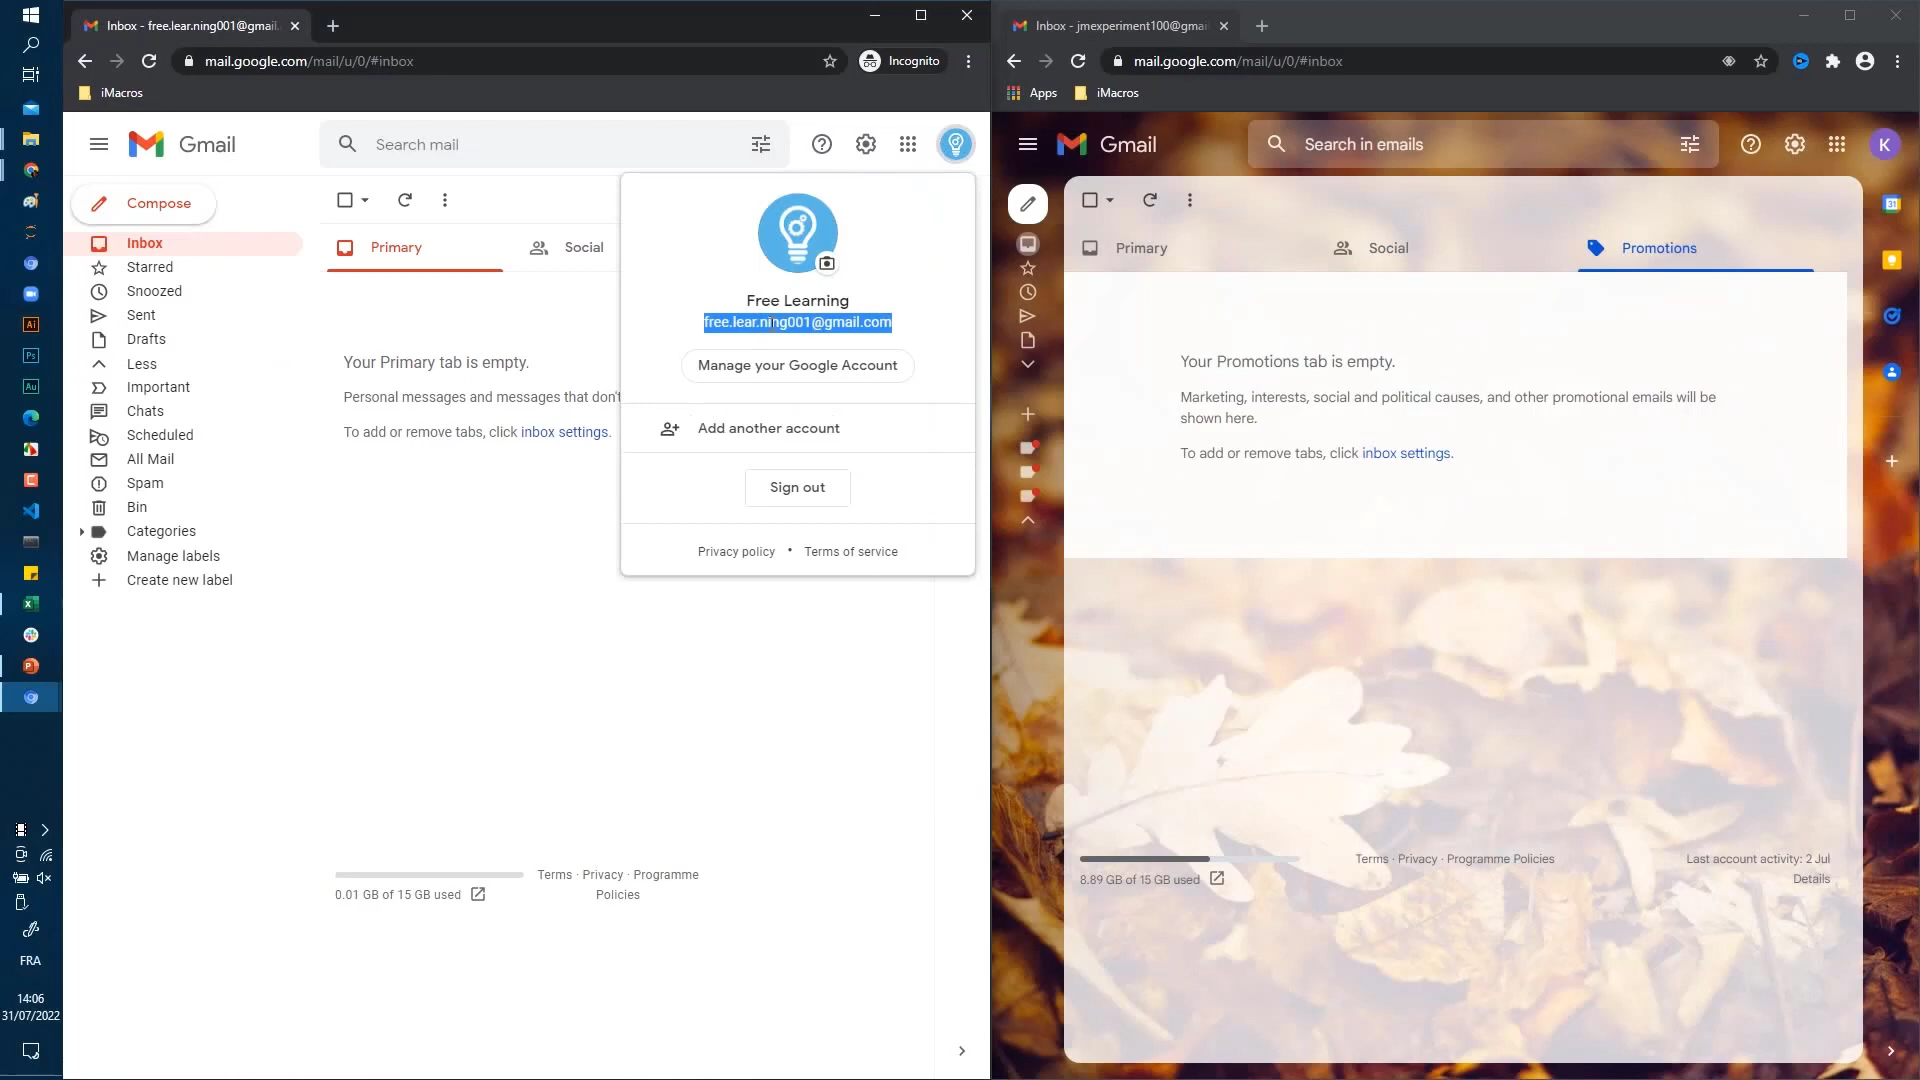 Inbox - free.lear.ning001@gmail.
mail.google.com/mail/u/0/#inbox
Incognito
iMacros
Gmail
Search mail
Compose
Inbox
Starred
Snoozed
Sent
Drafts
Less
Important
Chats
Scheduled
All Mail
Spam
Bin
Categories
Manage labels
Create new label
Primary
Social
Your Primary tab is empty.
Personal messages and messages that don't
To add or remove tabs, click inbox settings.
Free Learning
free.lear.ning001@gmail.com
Manage your Google Account
Add another account
Sign out
Privacy policy • Terms of service
0.01 GB of 15 GB used
Terms · Privacy · Programme
Policies
Inbox - jmexperiment100@gmai
mail.google.com/mail/u/0/#inbox
Apps
iMacros
Gmail
Search in emails
K
31
Primary
Social
Promotions
Your Promotions tab is empty.
Marketing, interests, social and political causes, and other promotional emails will be
shown here.
To add or remove tabs, click inbox settings.
8.89 GB of 15 GB used
Terms · Privacy · Programme Policies
Last account activity: 2 Jul
Details
Ai
Ps
Au
FRA
14:06
31/07/2022